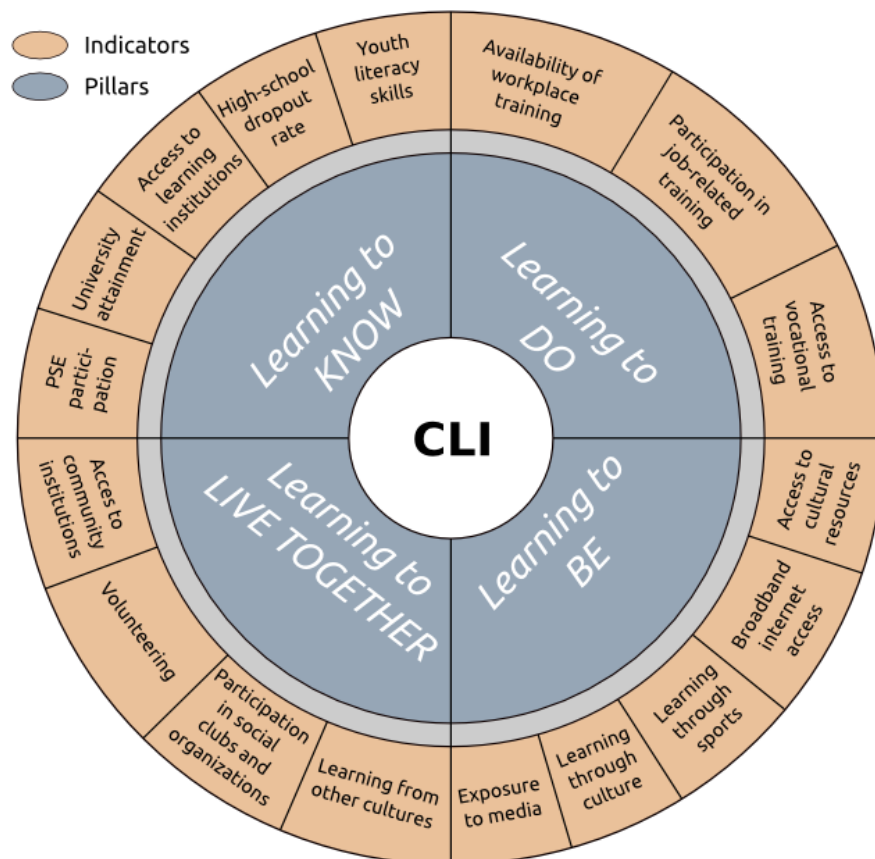 Indicators
Pillars
Youth
literacy
skills
High-school
dropout
rate
Access to
learning
institutions
University
attainment
PSE
partici-
pation
Availability of
workplace
training
Participation in
job-related
training
Access to
vocational
training
Learning to
KNOW
Learning to
DO
CLI
Learning to
LIVE TOGETHER
Learning to
BE
Acces to
community
institutions
Volunteering
Participation
in social
clubs and
organizations
Learning from
other cultures
Exposure
to media
Learning
through
culture
Learning
through
sports
Broadband
internet
access
Access to
cultural
resources